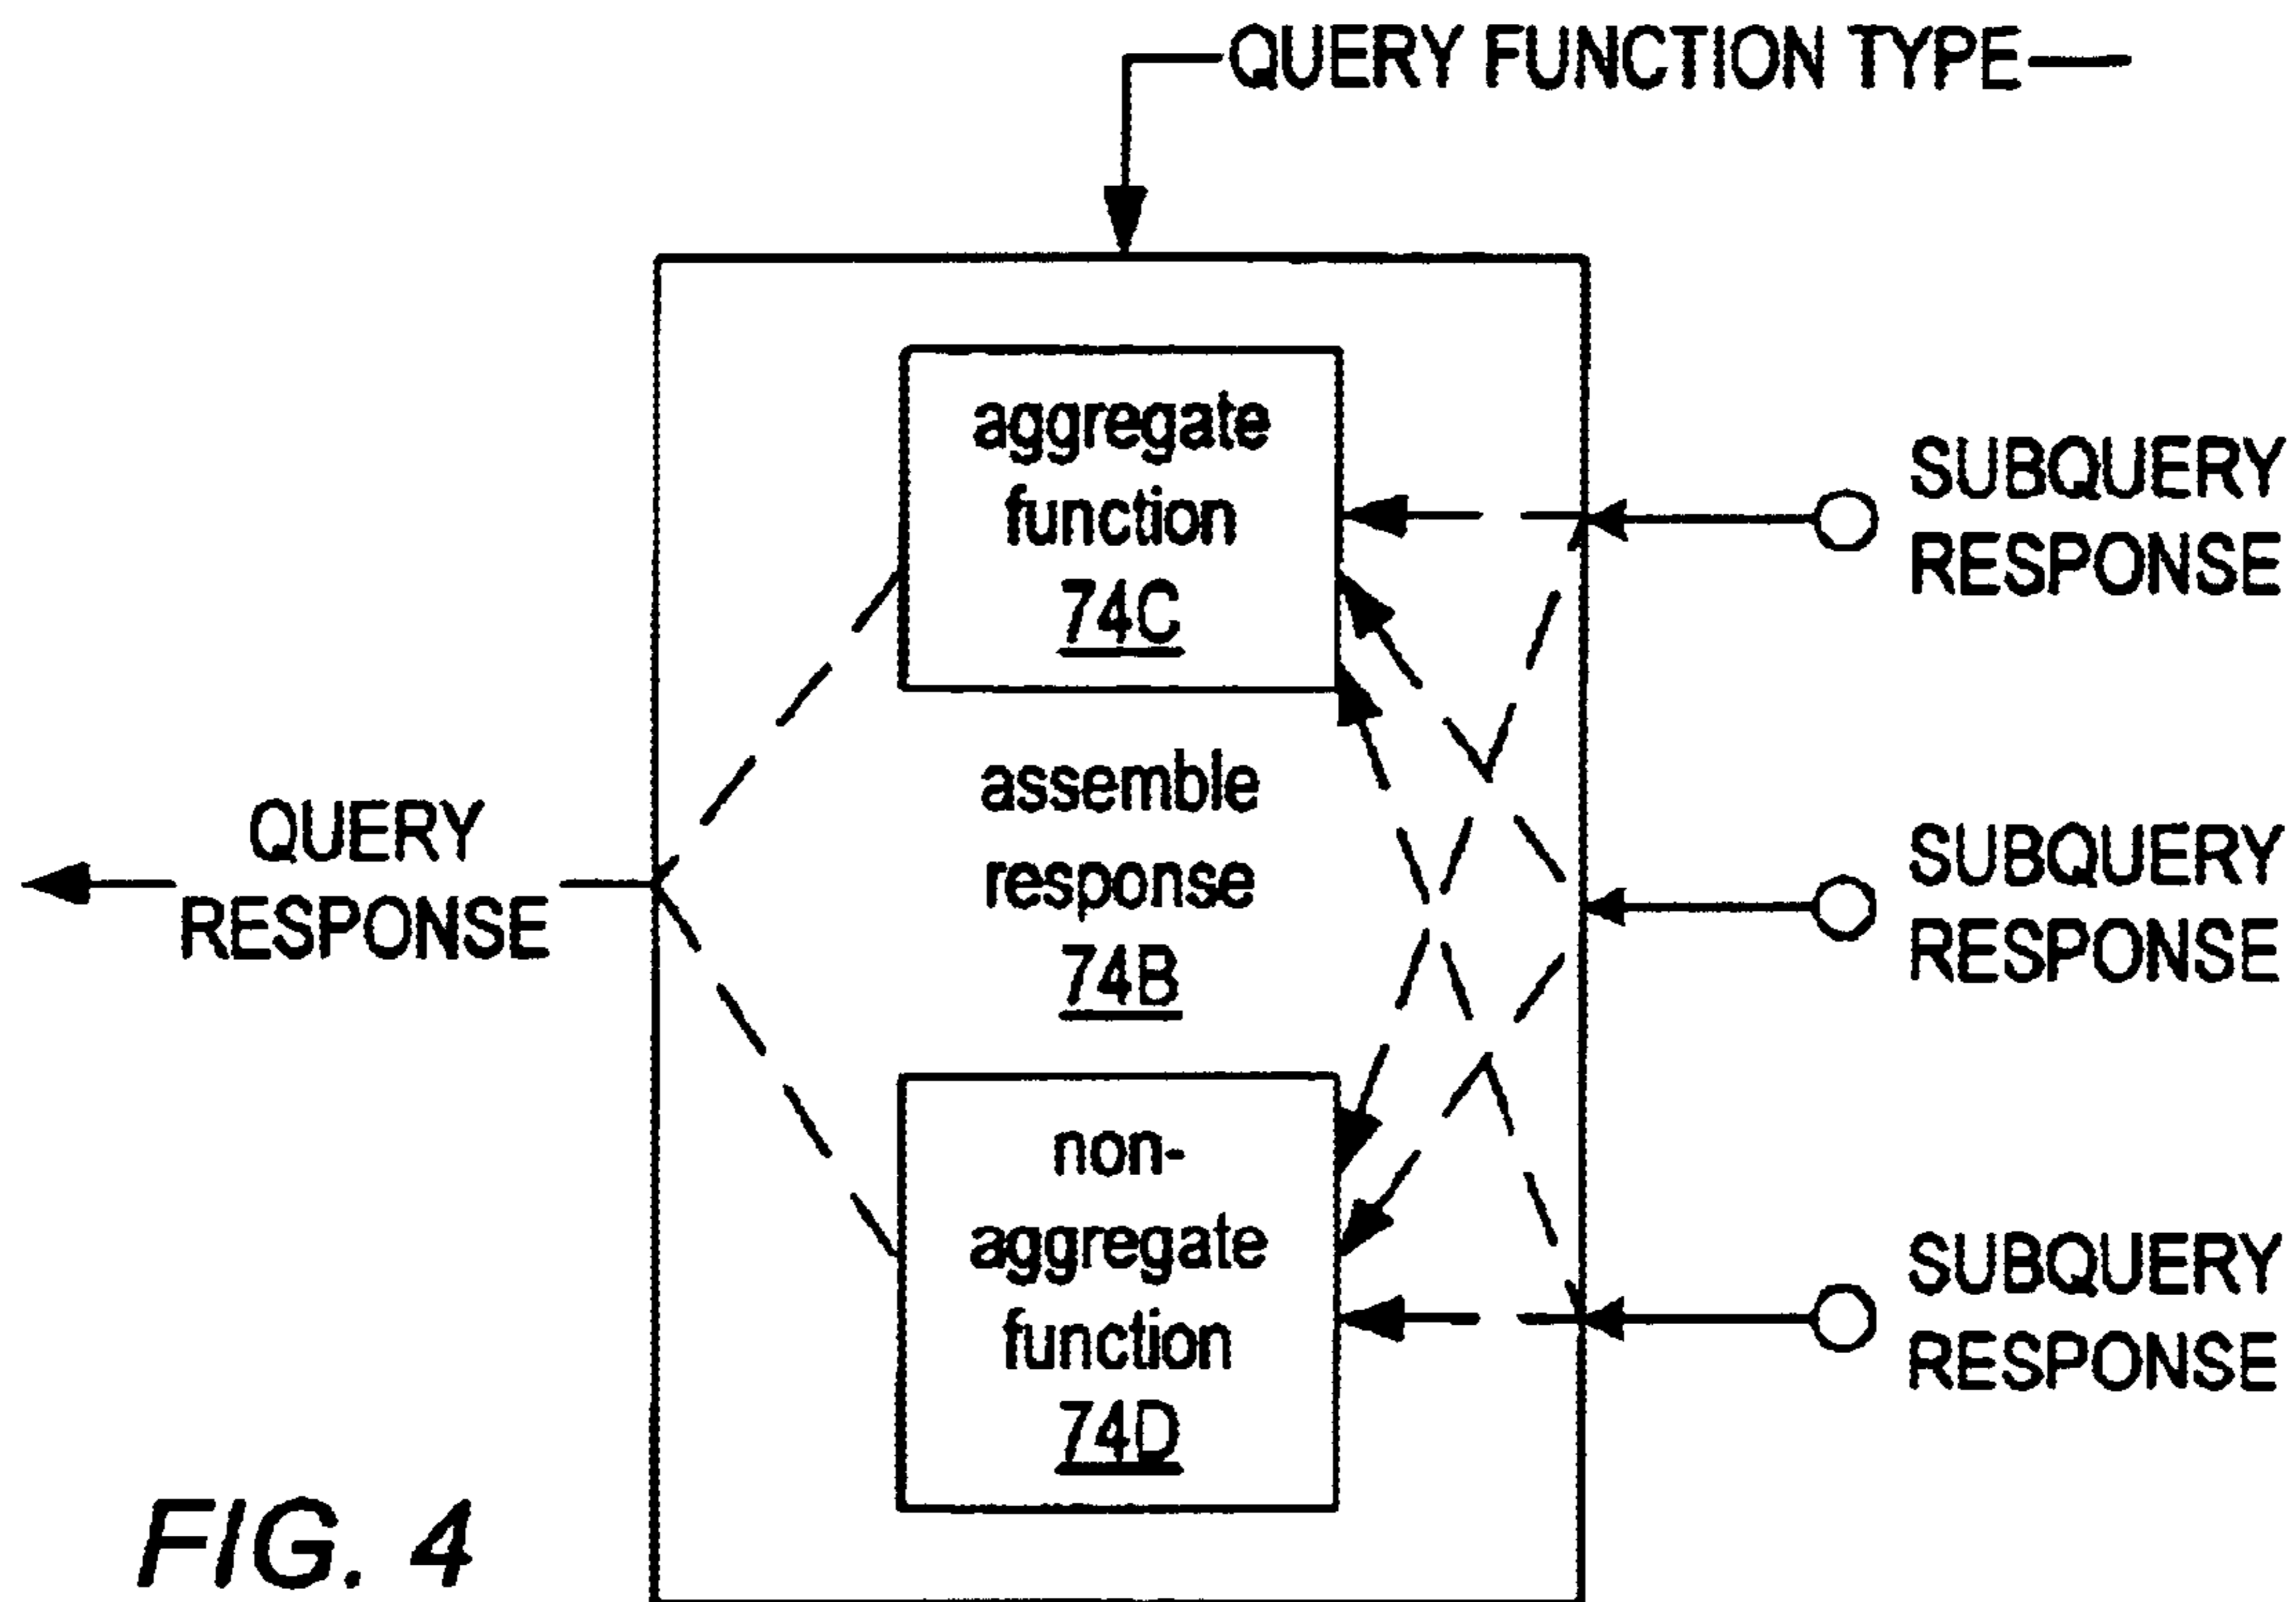 QUERY FUNCTION TYPE
aggregate
function
74C
SUBQUERY
RESPONSE
assemble
response
74B
QUERY
RESPONSE
SUBQUERY
RESPONSE
non-
aggregate
function
74D
SUBQUERY
RESPONSE
FIG. 4